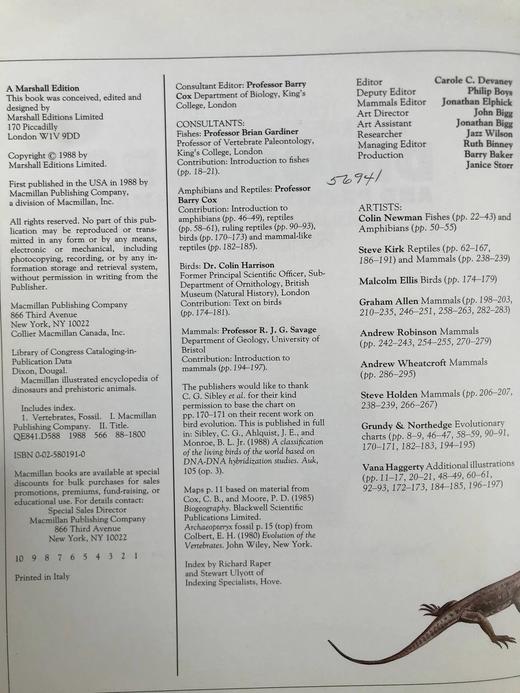 A Marshall Edition
This book was conceived, edited and
designed by
Marshall Editions Limited
170 Piccadilly
London W1V 9DD
Copyright © 1988 by
Marshall Editions Limited.
First published in the USA in 1988 by
Macmillan Publishing Company,
a division of Macmillan, Inc.
All rights reserved. No part of this pub-
lication may be reproduced or trans-
mitted in any form or by any means,
electronic or mechanical, including
photocopying, recording, or by any in-
formation storage and retrieval system,
without permission in writing from the
Publisher.
Macmillan Publishing Company
866 Third Avenue
New York, NY 10022
Collier Macmillan Canada, Inc.
Library of Congress Cataloging-in-
Publication Data
Dixon, Dougal.
Macmillan illustrated encyclopedia of
dinosaurs and prehistoric animals.
Includes index.
1. Vertebrates, Fossil. I. Macmillan
Publishing Company. II. Title.
QE841.D588 1988 566 88-1800
ISBN 0-02-580191-0
Macmillan books are available at special
discounts for bulk purchases for sales
promotions, premiums, fund-raising, or
educational use. For details contact:
Special Sales Director
Macmillan Publishing Company
866 Third Avenue
New York, NY 10022
10 9 8 7 6 5 4 3 2 1
Printed in Italy
Consultant Editor: Professor Barry
Cox Department of Biology, King's
College, London
CONSULTANTS:
Fishes: Professor Brian Gardiner
Professor of Vertebrate Paleontology,
King's College, London
Contribution: Introduction to fishes
(pp. 18–21).
Amphibians and Reptiles: Professor
Barry Cox
Contribution: Introduction to
amphibians (pp. 46–49), reptiles
(pp. 58–61), ruling reptiles (pp. 90–93),
birds (pp. 170–173) and mammal-like
reptiles (pp. 182–185).
Birds: Dr. Colin Harrison
Former Principal Scientific Officer, Sub-
Department of Ornithology, British
Museum (Natural History), London
Contribution: Text on birds
(pp. 174–181).
Mammals: Professor R. J. G. Savage
Department of Geology, University of
Bristol
Contribution: Introduction to
mammals (pp. 194–197).
The publishers would like to thank
C. G. Sibley et al. for their kind
permission to base the chart on
pp. 170–171 on their recent work on
bird evolution. This is published in full
in: Sibley, C. G., Ahlquist, J. E., and
Monroe, B. L. Jr. (1988) A classification
of the living birds of the world based on
DNA-DNA hybridization studies. Auk,
105 (op. 3).
Maps p. 11 based on material from
Cox, C. B., and Moore, P. D. (1985)
Biogeography. Blackwell Scientific
Publications Limited.
Archaeopteryx fossil p. 15 (top) from
Colbert, E. H. (1980) Evolution of the
Vertebrates. John Wiley, New York.
Index by Richard Raper
and Stewart Ulyott of
Indexing Specialists, Hove.
Editor Carole C. Devaney
Deputy Editor Philip Boys
Mammals Editor Jonathan Elphick
Art Director John Bigg
Art Assistant Jonathan Bigg
Researcher Jazz Wilson
Managing Editor Ruth Binney
Production Barry Baker
Janice Storr
56941
ARTISTS:
Colin Newman Fishes (pp. 22–43) and
Amphibians (pp. 50–55)
Steve Kirk Reptiles (pp. 62–167,
186–191) and Mammals (pp. 238–239)
Malcolm Ellis Birds (pp. 174–179)
Graham Allen Mammals (pp. 198–203,
210–235, 246–251, 258–263, 282–283)
Andrew Robinson Mammals
(pp. 242–243, 254–255, 270–279)
Andrew Wheatcroft Mammals
(pp. 286–295)
Steve Holden Mammals (pp. 206–207,
238–239, 266–267)
Grundy & Northedge Evolutionary
charts (pp. 8–9, 46–47, 58–59, 90–91,
170–171, 182–183, 194–195)
Vana Haggerty Additional illustrations
(pp. 11–17, 20–21, 48–49, 60–61,
92–93, 172–173, 184–185, 196–197)